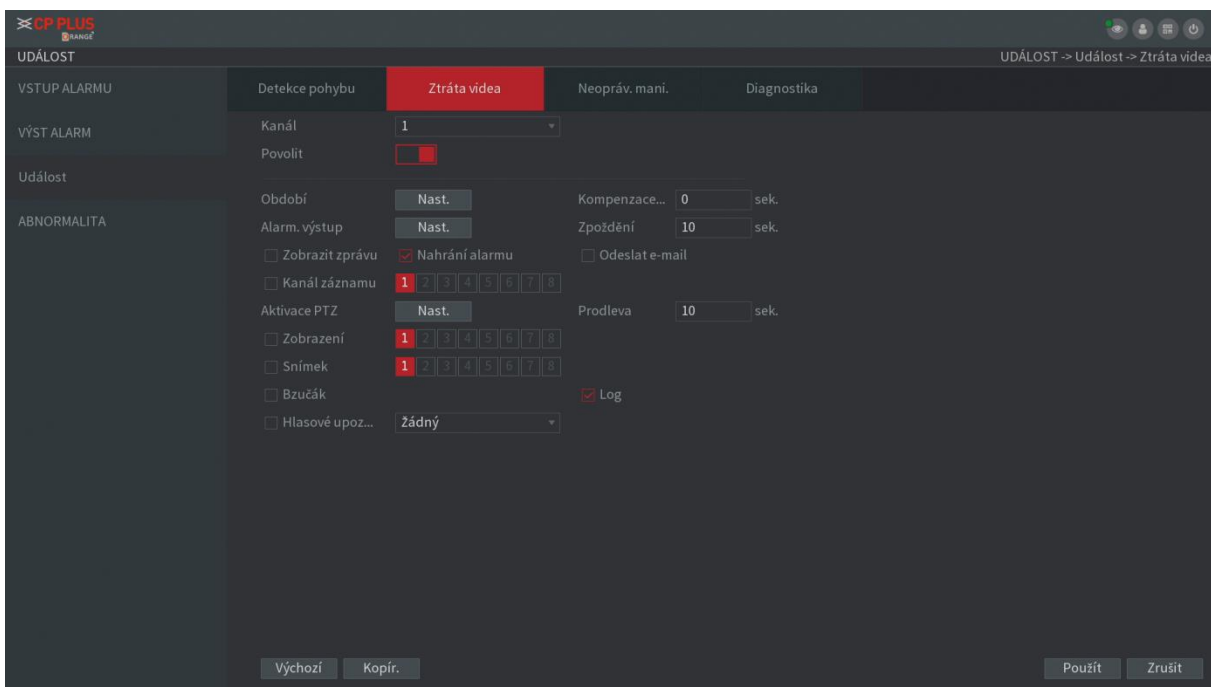 CP PLUS
ORANGE
UDÁLOST UDÁLOST -> Událost -> Ztráta videa
VSTUP ALARMU
VÝST ALARM
Událost
ABNORMALITA
Detekce pohybu Ztráta videa Neopráv. mani. Diagnostika
Kanál 1
Povolit
Období Nast. Kompenzace... 0 sek.
Alarm. výstup Nast. Zpoždění 10 sek.
Zobrazit zprávu Nahrání alarmu Odeslat e-mail
Kanál záznamu 1 2 3 4 5 6 7 8
Aktivace PTZ Nast. Prodleva 10 sek.
Zobrazení 1 2 3 4 5 6 7 8
Snímek 1 2 3 4 5 6 7 8
Bzučák Log
Hlasové upoz... Žádný
Výchozí Kopír. Použít Zrušit